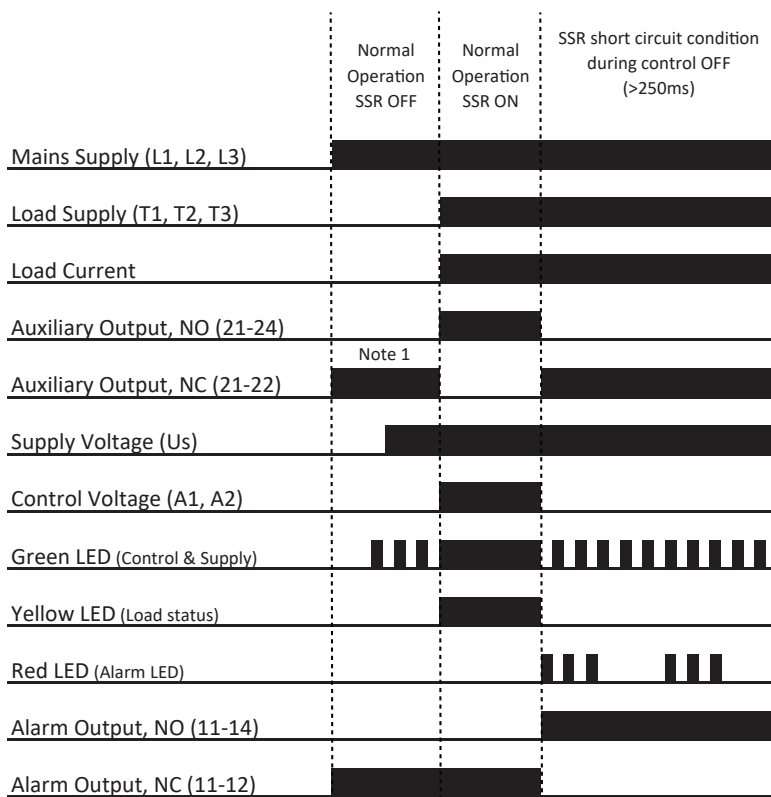 Normal
Operation
SSR OFF
Normal
Operation
SSR ON
SSR short circuit condition
during control OFF
(>250ms)
Mains Supply (L1, L2, L3)
Load Supply (T1, T2, T3)
Load Current
Auxiliary Output, NO (21-24)
Note 1
Auxiliary Output, NC (21-22)
Supply Voltage (Us)
Control Voltage (A1, A2)
Green LED (Control & Supply)
Yellow LED (Load status)
Red LED (Alarm LED)
Alarm Output, NO (11-14)
Alarm Output, NC (11-12)